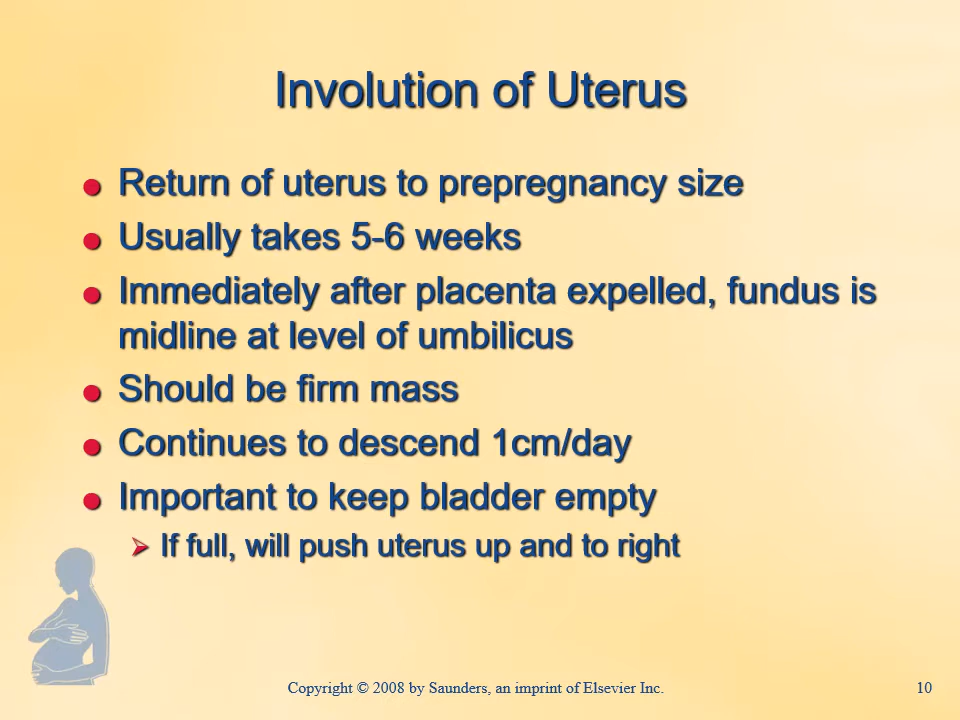 Involution of Uterus
Return of uterus to prepregnancy size
Usually takes 5-6 weeks
Immediately after placenta expelled, fundus is
midline at level of umbilicus
Should be firm mass
Continues to descend 1cm/day
Important to keep bladder empty
If full, will push uterus up and to right
Copyright © 2008 by Saunders, an imprint of Elsevier Inc.
10